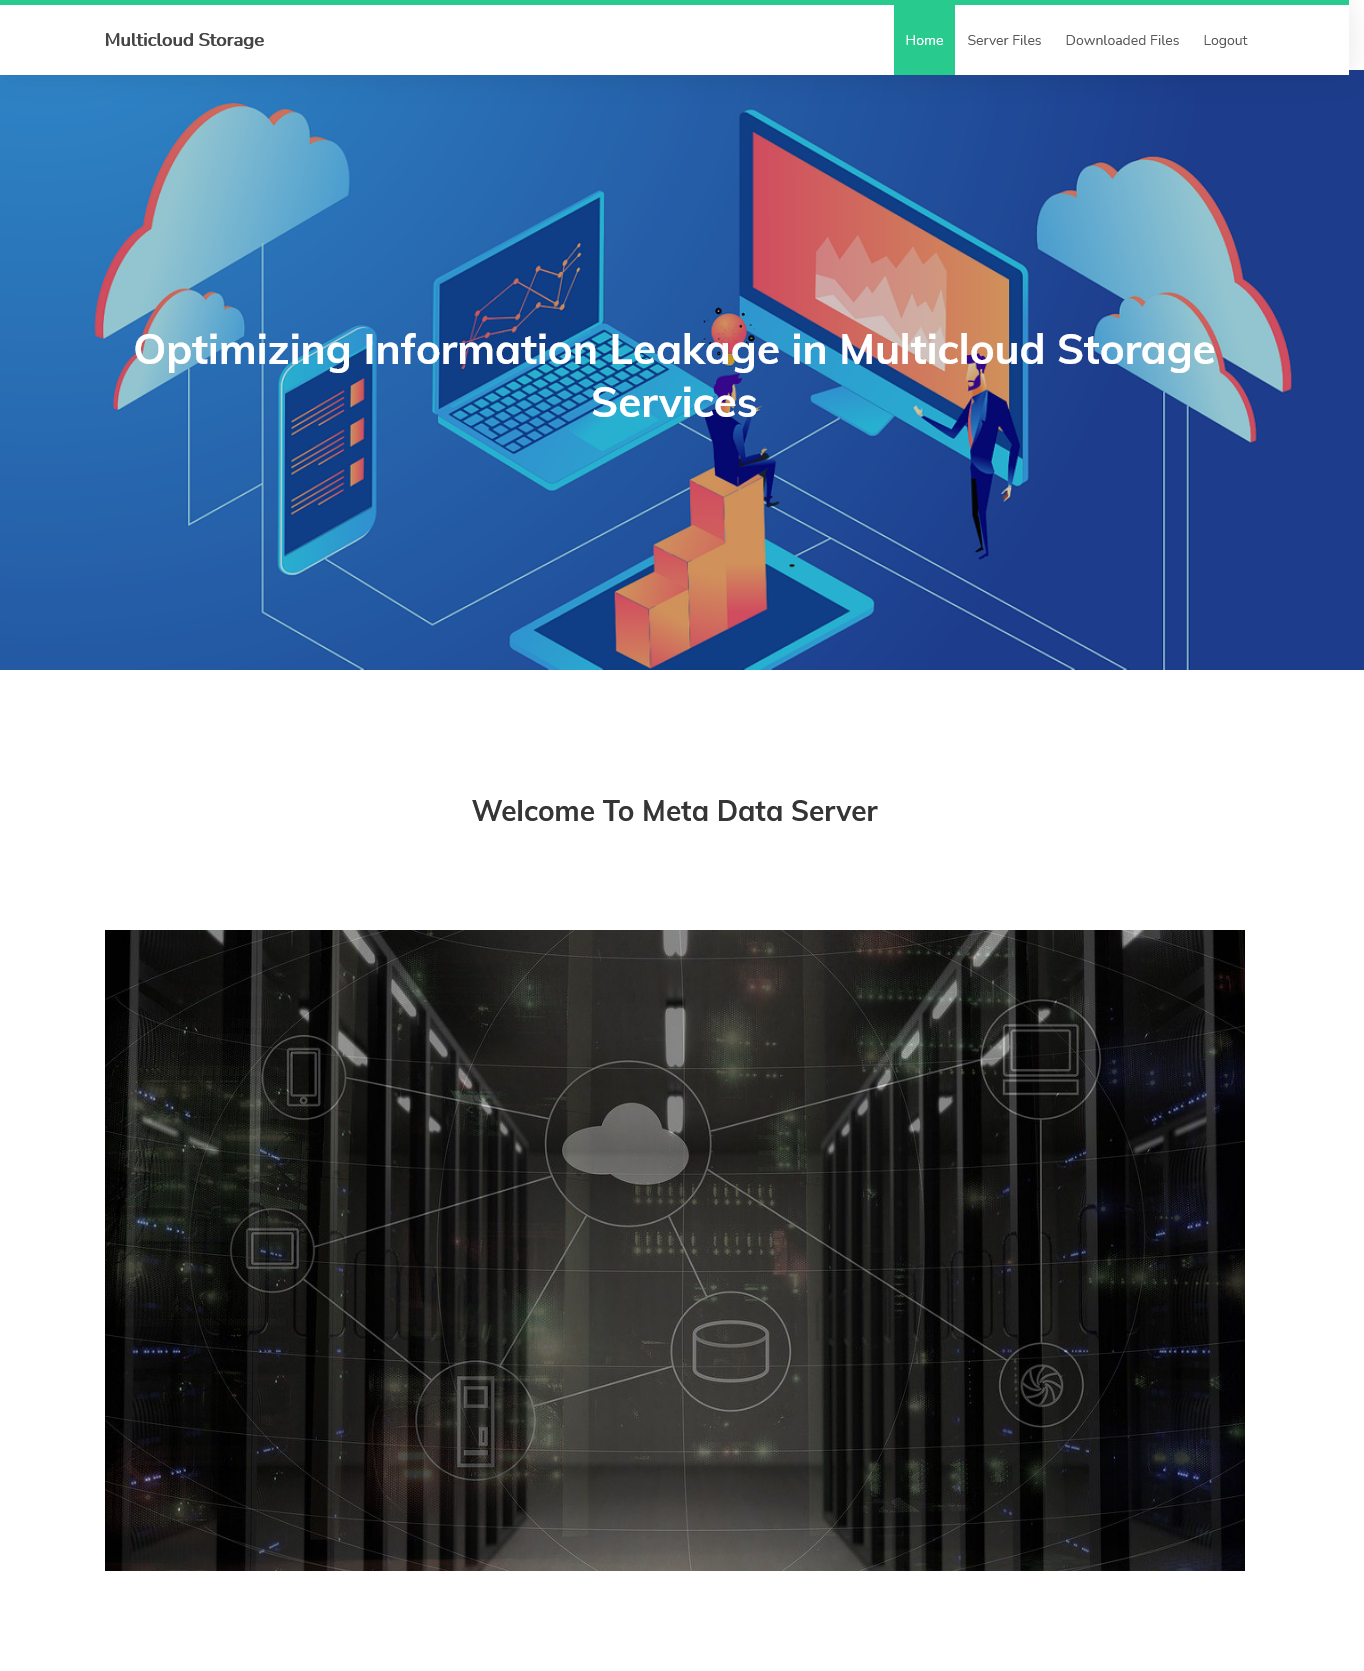 Multicloud Storage
Home Server Files Downloaded Files Logout
Optimizing Information Leakage in Multicloud Storage
Services
Welcome To Meta Data Server